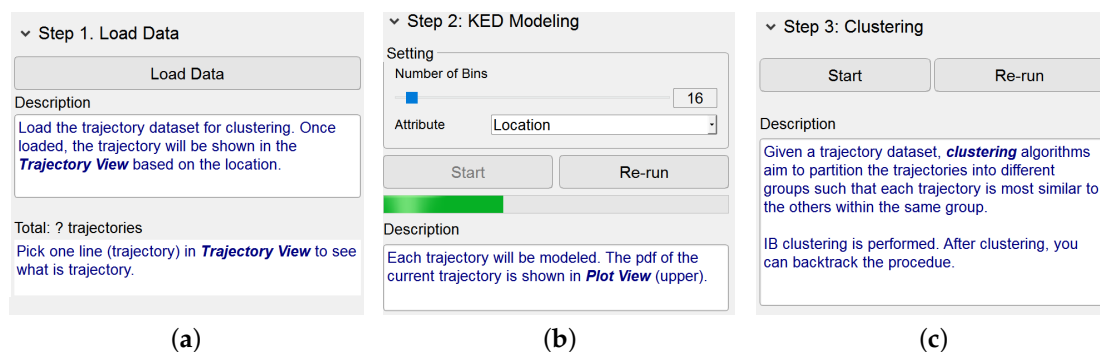 Step 1. Load Data
Load Data
Description
Load the trajectory dataset for clustering. Once
loaded, the trajectory will be shown in the
Trajectory View based on the location.
Total: ? trajectories
Pick one line (trajectory) in Trajectory View to see
what is trajectory.
(a)
Step 2: KED Modeling
Setting
Number of Bins
16
Attribute
Location
Start
Re-run
Description
Each trajectory will be modeled. The pdf of the
current trajectory is shown in Plot View (upper).
(b)
Step 3: Clustering
Start
Re-run
Description
Given a trajectory dataset, clustering algorithms
aim to partition the trajectories into different
groups such that each trajectory is most similar to
the others within the same group.
IB clustering is performed. After clustering, you
can backtrack the procedue.
(c)